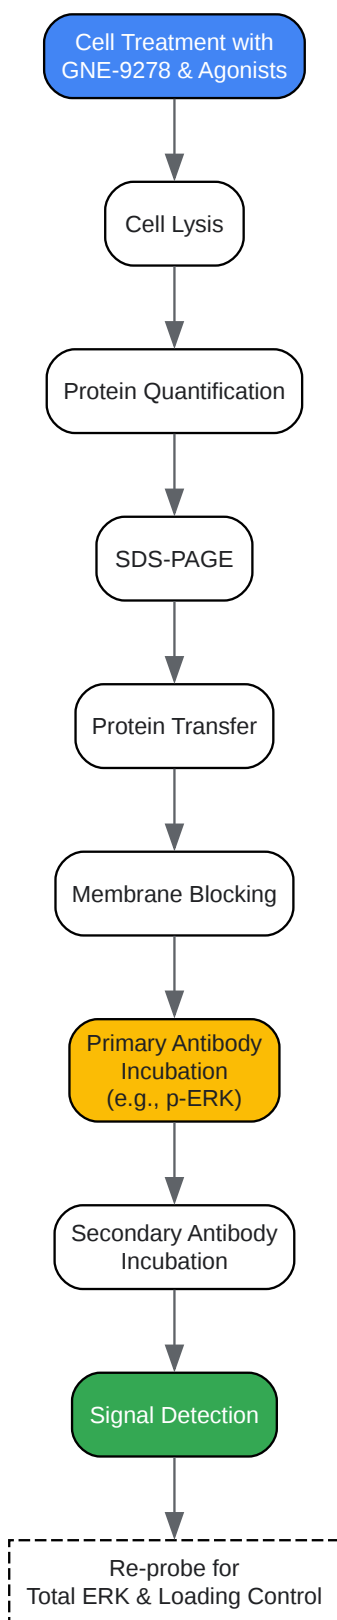 Cell Treatment with
GNE-9278 & Agonists
Cell Lysis
Protein Quantification
SDS-PAGE
Protein Transfer
Membrane Blocking
Primary Antibody
Incubation
(e.g., p-ERK)
Secondary Antibody
Incubation
Signal Detection
Re-probe for
Total ERK & Loading Control